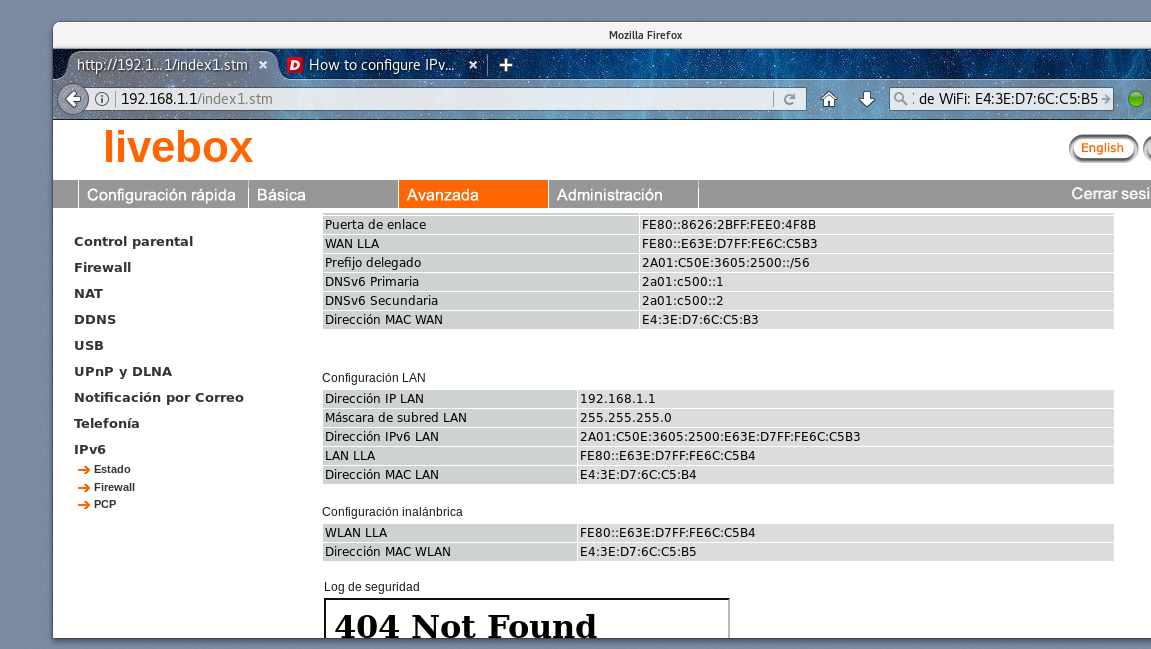 Mozilla Firefox
http://192.1...1/index1.stm × How to configure IPv... × +
192.168.1.1/index1.stm de WiFi: E4:3E:D7:6C:C5:B5
livebox
English
Configuración rápida Básica Avanzada Administración Cerrar sesi
Control parental
Firewall
NAT
DDNS
USB
UPnP y DLNA
Notificación por Correo
Telefonía
IPv6
Estado
Firewall
PCP
Puerta de enlace FE80::8626:2BFF:FEE0:4F8B
WAN LLA FE80::E63E:D7FF:FE6C:C5B3
Prefijo delegado 2A01:C50E:3605:2500::/56
DNSv6 Primaria 2a01:c500::1
DNSv6 Secundaria 2a01:c500::2
Dirección MAC WAN E4:3E:D7:6C:C5:B3
Configuración LAN
Dirección IP LAN 192.168.1.1
Máscara de subred LAN 255.255.255.0
Dirección IPv6 LAN 2A01:C50E:3605:2500:E63E:D7FF:FE6C:C5B3
LAN LLA FE80::E63E:D7FF:FE6C:C5B4
Dirección MAC LAN E4:3E:D7:6C:C5:B4
Configuración inalánbrica
WLAN LLA FE80::E63E:D7FF:FE6C:C5B4
Dirección MAC WLAN E4:3E:D7:6C:C5:B5
Log de seguridad
404 Not Found